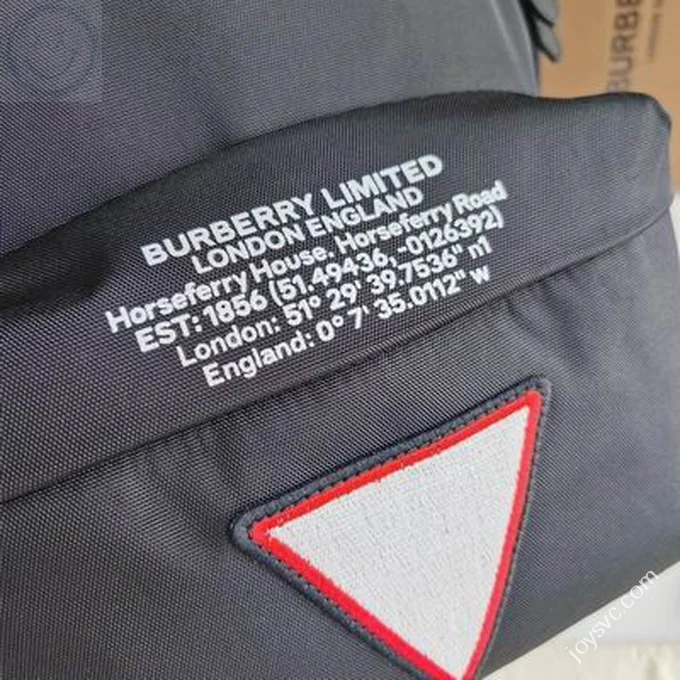 BURBERRY
BURBERRY LIMITED
LONDON ENGLAND
Horseferry House, Horseferry Road
EST: 1856 (51.49436, -0126392)
London: 51° 29' 39.7536" n1
England: 0° 7' 35.0112" w
joysvc.com